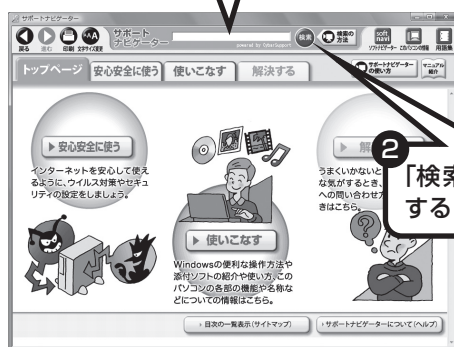 サポートナビゲーター
戻る 進む 印刷 文字サイズ変更
サポート
ナビゲーター
powered by CyberSupport
検索
検索の
方法
soft
navi
ソフトナビゲーター このパソコンの情報 用語集
トップページ 安心安全に使う 使いこなす 解決する
サポートナビゲーター
の使い方
マニュアル
紹介
安心安全に使う
インターネットを安心して使え
るように、ウイルス対策やセキュ
リティの設定をしましょう。
解
うまくいかないと
な気がするとき、
への問い合わせ方
きはこちら。
2
「検索
する
使いこなす
Windowsの便利な操作方法や
添付ソフトの紹介や使い方、この
パソコンの各部の機能や名称な
どについての情報はこちら。
目次の一覧表示(サイトマップ)
サポートナビゲーターについて(ヘルプ)